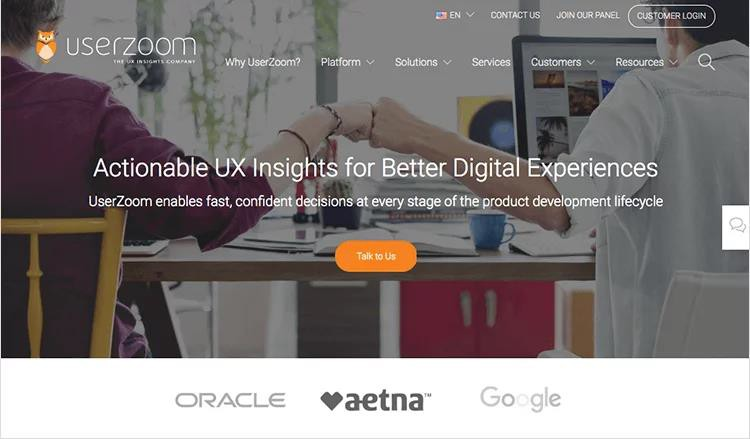 EN
CONTACT US
JOIN OUR PANEL
CUSTOMER LOGIN
userzoom
THE UX INSIGHTS COMPANY
Why UserZoom?
Platform
Solutions
Services
Customers
Resources
Actionable UX Insights for Better Digital Experiences
UserZoom enables fast, confident decisions at every stage of the product development lifecycle
Talk to Us
ORACLE
aetna™
Google